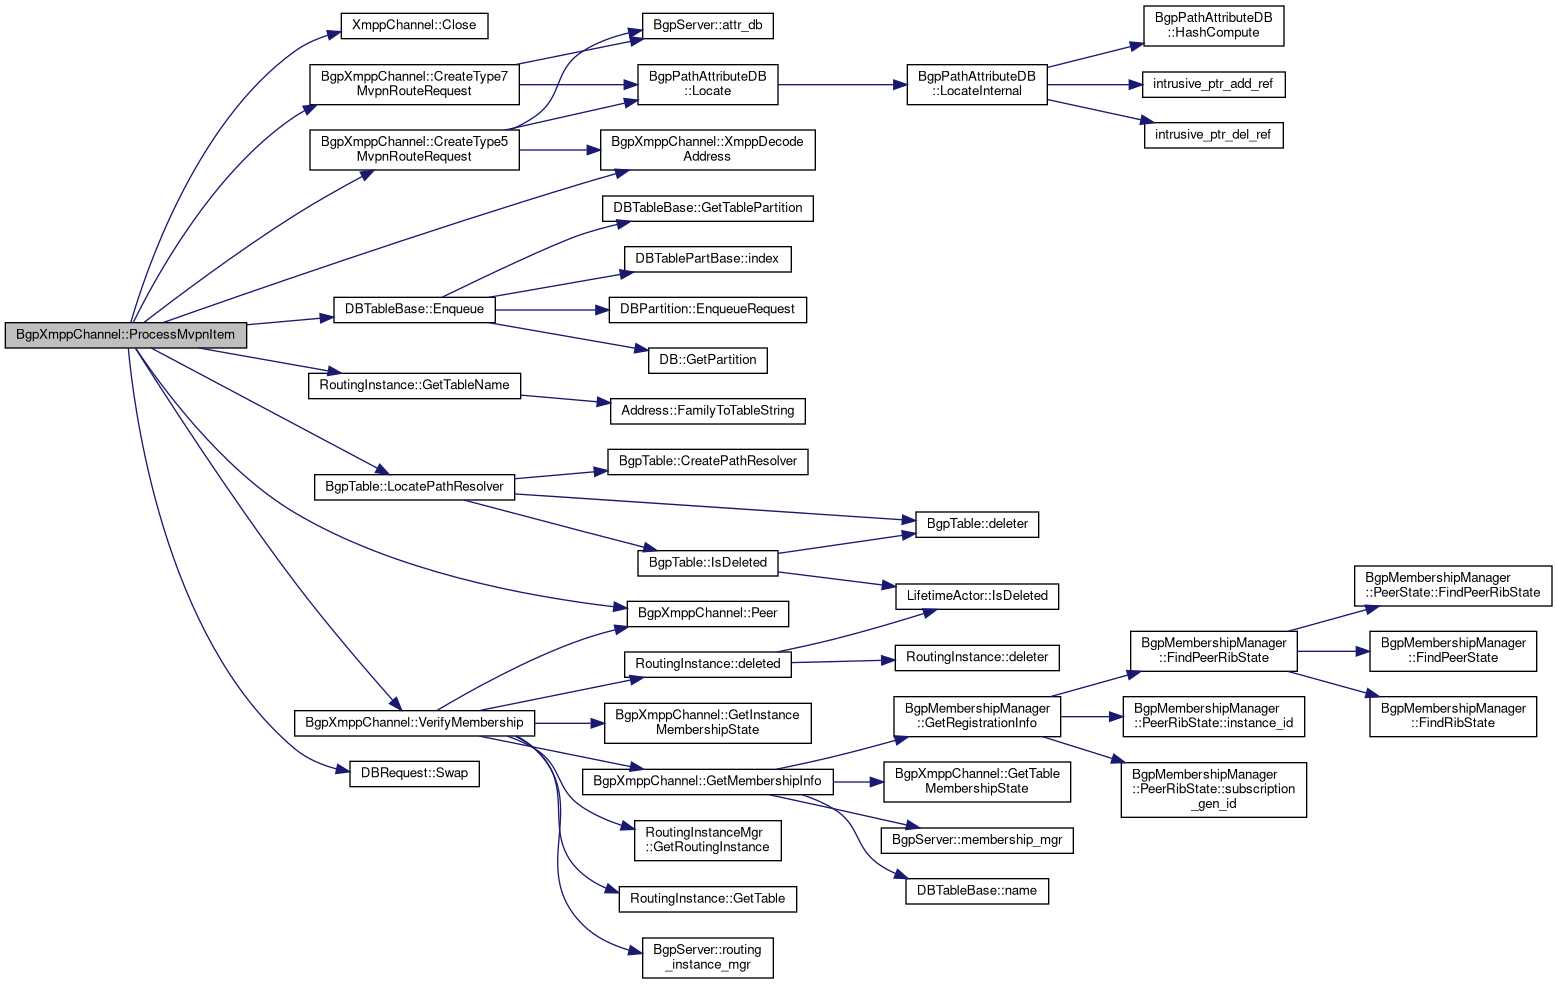 XmppChannel::Close
BgpServer::attr_db
BgpPathAttributeDB
::HashCompute
BgpXmppChannel::CreateType7
MvpnRouteRequest
BgpPathAttributeDB
::Locate
BgpPathAttributeDB
::LocateInternal
intrusive_ptr_add_ref
intrusive_ptr_del_ref
BgpXmppChannel::CreateType5
MvpnRouteRequest
BgpXmppChannel::XmppDecode
Address
DBTableBase::GetTablePartition
DBTablePartBase::index
DBTableBase::Enqueue
DBPartition::EnqueueRequest
BgpXmppChannel::ProcessMvpnItem
DB::GetPartition
RoutingInstance::GetTableName
Address::FamilyToTableString
BgpTable::CreatePathResolver
BgpTable::LocatePathResolver
BgpTable::deleter
BgpTable::IsDeleted
LifetimeActor::IsDeleted
BgpMembershipManager
::PeerState::FindPeerRibState
BgpXmppChannel::Peer
BgpMembershipManager
::FindPeerRibState
BgpMembershipManager
::FindPeerState
RoutingInstance::deleted
RoutingInstance::deleter
BgpXmppChannel::VerifyMembership
BgpXmppChannel::GetInstance
MembershipState
BgpMembershipManager
::GetRegistrationInfo
BgpMembershipManager
::PeerRibState::instance_id
BgpMembershipManager
::FindRibState
DBRequest::Swap
BgpXmppChannel::GetMembershipInfo
BgpXmppChannel::GetTable
MembershipState
BgpMembershipManager
::PeerRibState::subscription
_gen_id
RoutingInstanceMgr
::GetRoutingInstance
BgpServer::membership_mgr
RoutingInstance::GetTable
DBTableBase::name
BgpServer::routing
_instance_mgr